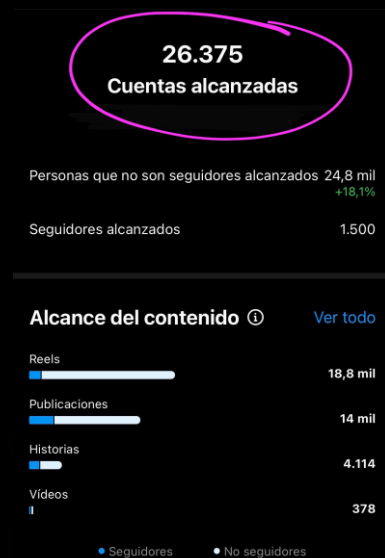 26.375
Cuentas alcanzadas
Personas que no son seguidores alcanzados 24,8 mil
+18,1%
Seguidores alcanzados 1.500
Alcance del contenido Ver todo
Reels
18,8 mil
Publicaciones
14 mil
Historias
4.114
Vídeos
378
Seguidores No seguidores